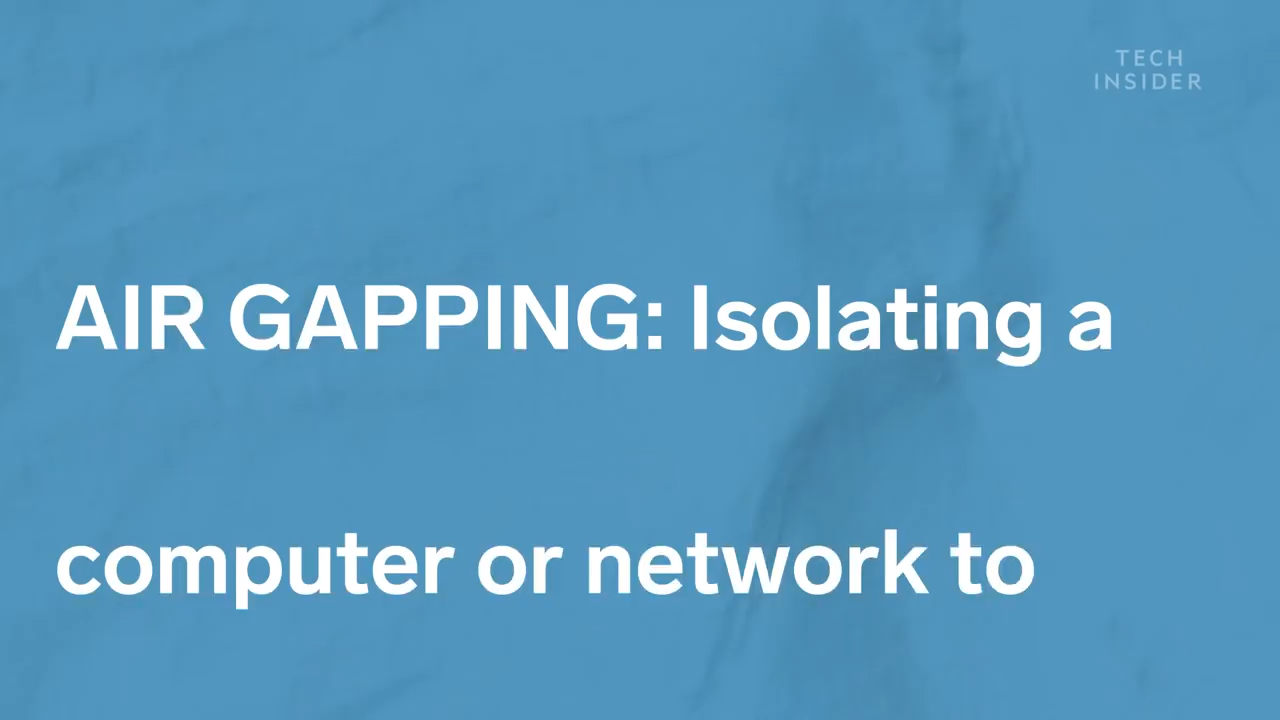 TECH
INSIDER
AIR GAPPING: Isolating a
computer or network to